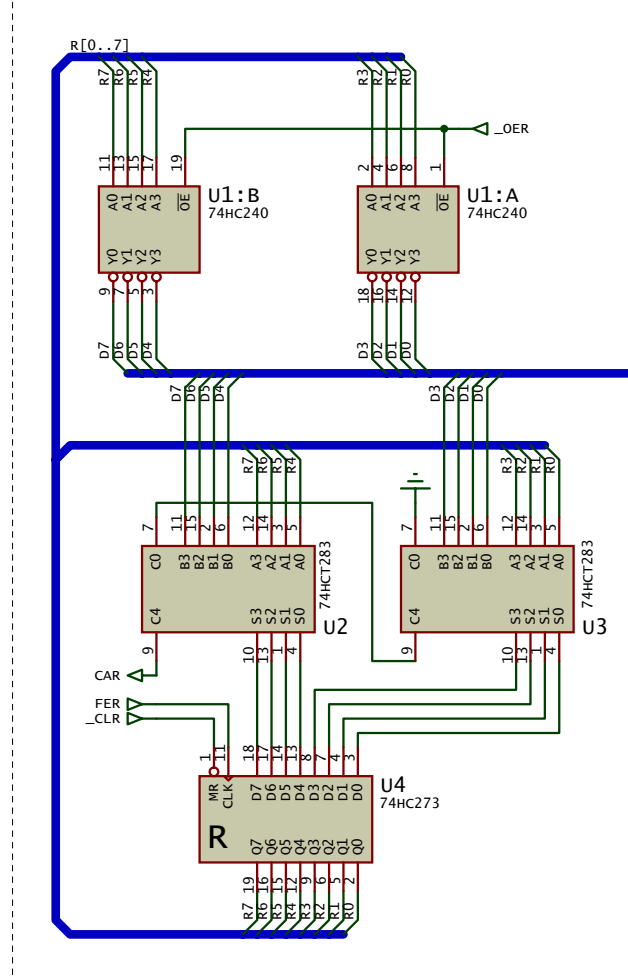 R[0..7]
R7 R6 R5 R4 R3 R2 R1 R0
_OER
11 13 15 17 19 2 4 6 8 1
A0 A1 A2 A3 OE U1:B A0 A1 A2 A3 OE U1:A
74HC240 74HC240
Y0 Y1 Y2 Y3 Y0 Y1 Y2 Y3
9 7 5 3 18 16 14 12
D7 D6 D5 D4 D3 D2 D1 D0
D7 D6 D5 D4 D3 D2 D1 D0
R7 R6 R5 R4 R3 R2 R1 R0
7 11 15 2 6 12 14 3 5 7 11 15 2 6 12 14 3 5
C0 B3 B2 B1 B0 A3 A2 A1 A0 74HCT283 C0 B3 B2 B1 B0 A3 A2 A1 A0 74HCT283
C4 S3 S2 S1 S0 U2 C4 S3 S2 S1 S0 U3
9 10 13 1 4 9 10 13 1 4
CAR
FER
_CLR
1 11 18 17 14 13 8 7 4 3
MR CLK D7 D6 D5 D4 D3 D2 D1 D0 U4
74HC273
R
Q7 Q6 Q5 Q4 Q3 Q2 Q1 Q0
19 16 15 12 9 6 5 2
R7 R6 R5 R4 R3 R2 R1 R0